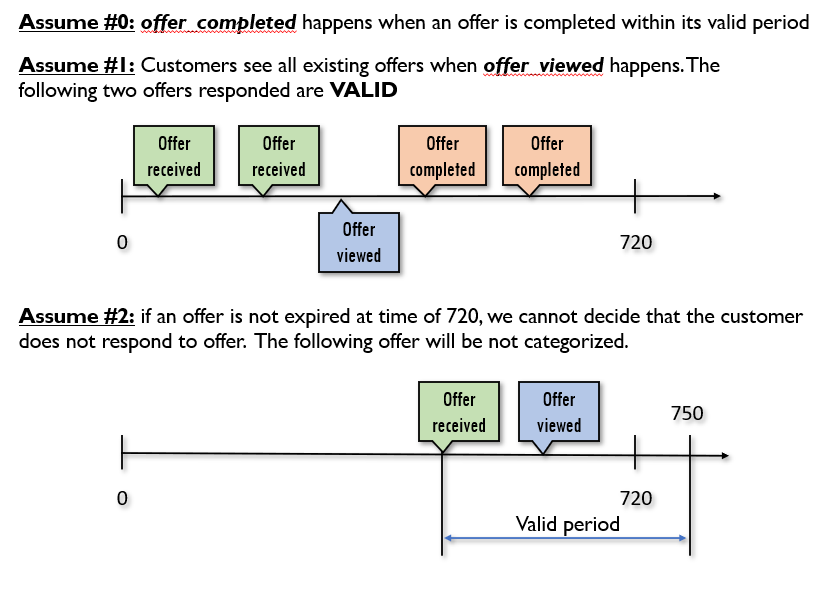 Assume #0: offer_completed happens when an offer is completed within its valid period
Assume #1: Customers see all existing offers when offer_viewed happens. The
following two offers responded are VALID
Offer
received
Offer
received
Offer
completed
Offer
completed
Offer
viewed
0
720
Assume #2: if an offer is not expired at time of 720, we cannot decide that the customer
does not respond to offer. The following offer will be not categorized.
Offer
received
Offer
viewed
750
0
720
Valid period